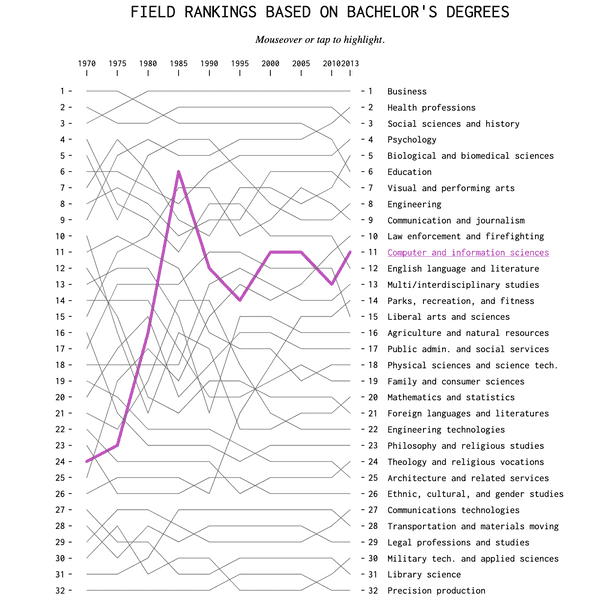 FIELD RANKINGS BASED ON BACHELOR'S DEGREES
Mouseover or tap to highlight.
1970 1975 1980 1985 1990 1995 2000 2005 2010 2013
1 - - 1 Business
2 - - 2 Health professions
3 - - 3 Social sciences and history
4 - - 4 Psychology
5 - - 5 Biological and biomedical sciences
6 - - 6 Education
7 - - 7 Visual and performing arts
8 - - 8 Engineering
9 - - 9 Communication and journalism
10 - - 10 Law enforcement and firefighting
11 - - 11 Computer and information sciences
12 - - 12 English language and literature
13 - - 13 Multi/interdisciplinary studies
14 - - 14 Parks, recreation, and fitness
15 - - 15 Liberal arts and sciences
16 - - 16 Agriculture and natural resources
17 - - 17 Public admin. and social services
18 - - 18 Physical sciences and science tech.
19 - - 19 Family and consumer sciences
20 - - 20 Mathematics and statistics
21 - - 21 Foreign languages and literatures
22 - - 22 Engineering technologies
23 - - 23 Philosophy and religious studies
24 - - 24 Theology and religious vocations
25 - - 25 Architecture and related services
26 - - 26 Ethnic, cultural, and gender studies
27 - - 27 Communications technologies
28 - - 28 Transportation and materials moving
29 - - 29 Legal professions and studies
30 - - 30 Military tech. and applied sciences
31 - - 31 Library science
32 - - 32 Precision production